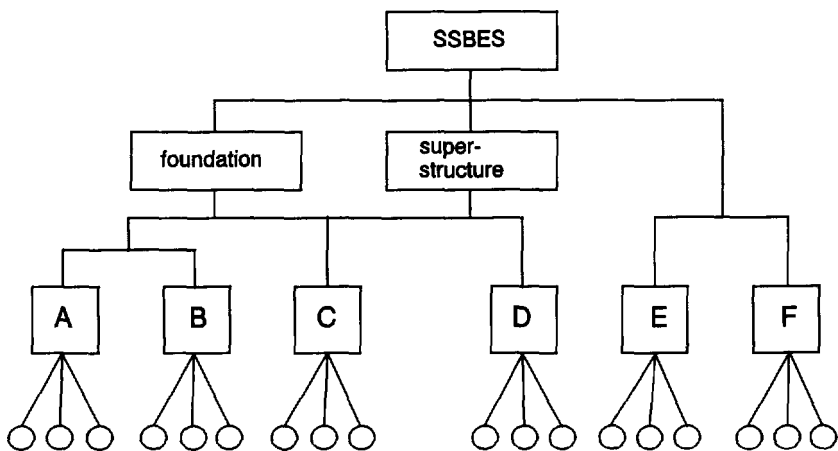 SSBES
foundation
super-
structure
A
B
C
D
E
F